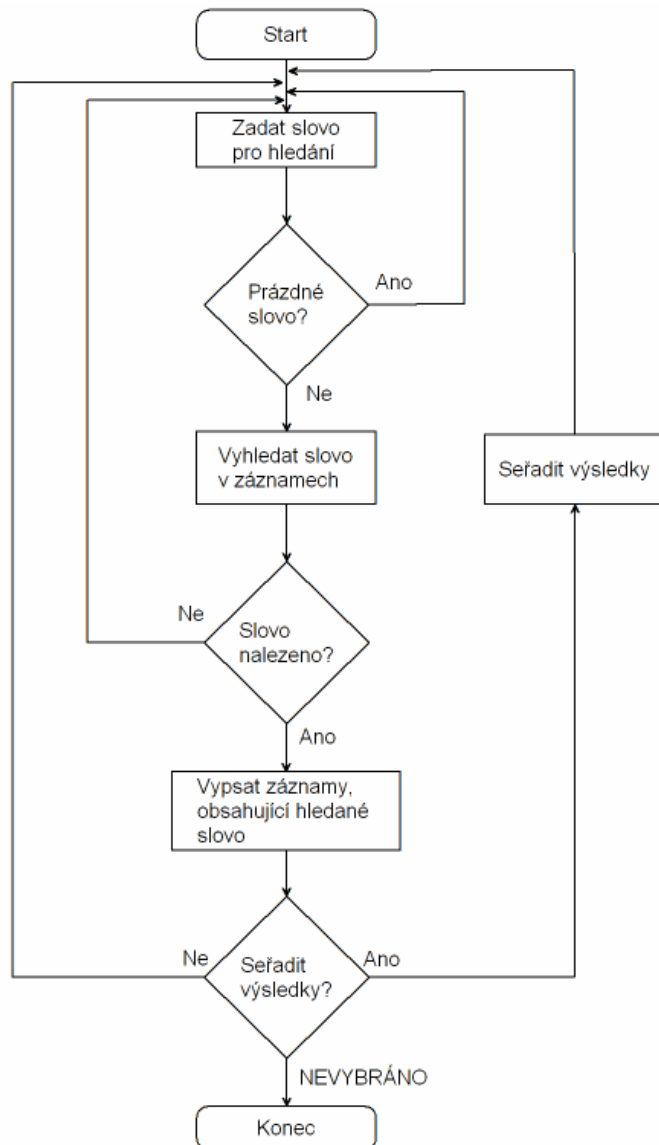 Start
Zadat slovo
pro hledání
Prázdné
slovo?
Ano
Ne
Vyhledat slovo
v záznamech
Seřadit výsledky
Ne
Slovo
nalezeno?
Ano
Vypsat záznamy,
obsahující hledané
slovo
Ne
Seřadit
výsledky?
Ano
NEVYBRÁNO
Konec